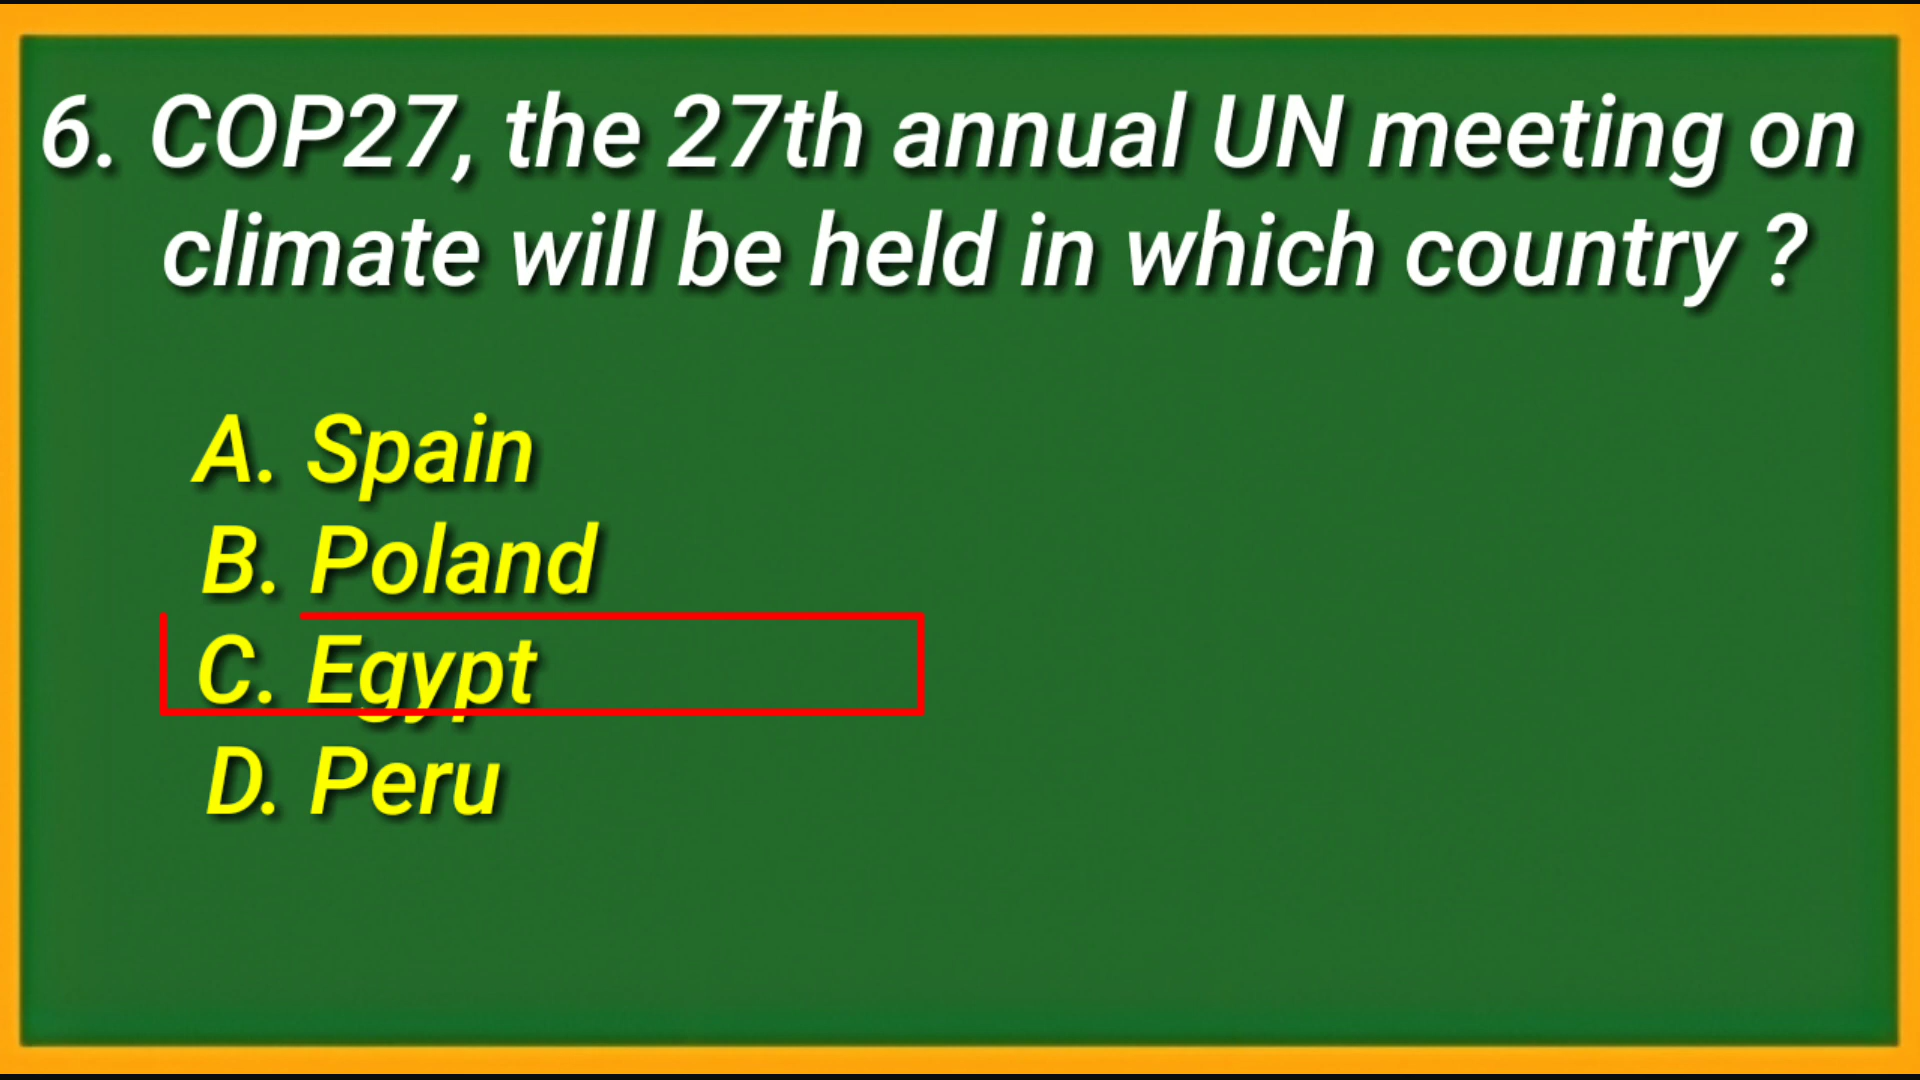 6. COP27, the 27th annual UN meeting on
climate will be held in which country ?
A. Spain
B. Poland
C. Egypt
D. Peru